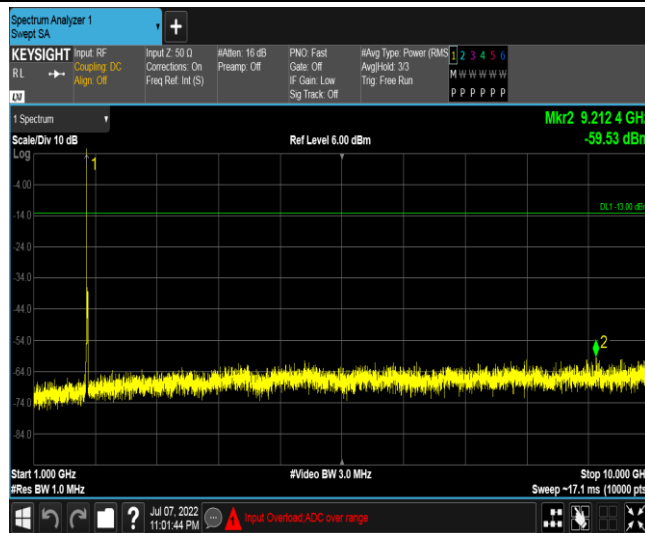 Spectrum Analyzer 1
Swept SA
+
KEYSIGHT
RL
LXI
Input: RF
Coupling: DC
Align: Off
Input Z: 50 Ω
Corrections: On
Freq Ref: Int (S)
#Atten: 16 dB
Preamp: Off
PNO: Fast
Gate: Off
IF Gain: Low
Sig Track: Off
#Avg Type: Power (RMS
Avg|Hold: 3/3
Trig: Free Run
1 2 3 4 5 6
M W W W W W
P P P P P P
1 Spectrum
Scale/Div 10 dB
Ref Level 6.00 dBm
Mkr2 9.212 4 GHz
-59.53 dBm
Log
1
-4.00
-14.0
DL1 -13.00 dBm
-24.0
-34.0
-44.0
-54.0
2
-64.0
-74.0
-84.0
Start 1.000 GHz
#Res BW 1.0 MHz
#Video BW 3.0 MHz
Stop 10.000 GHz
Sweep ~17.1 ms (10000 pts
?
Jul 07, 2022
11:01:44 PM
1
Input Overload;ADC over range